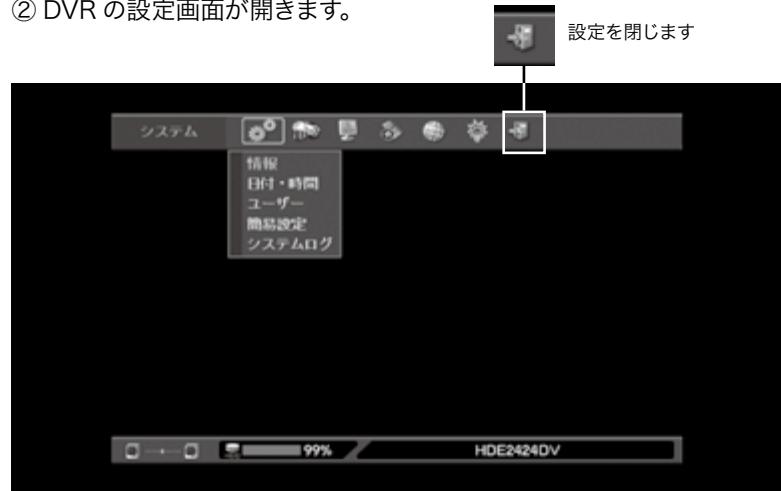 ② DVR の設定画面が開きます。
設定を閉じます
システム
情報
日付・時間
ユーザー
簡易設定
システムログ
99%
HDE2424DV